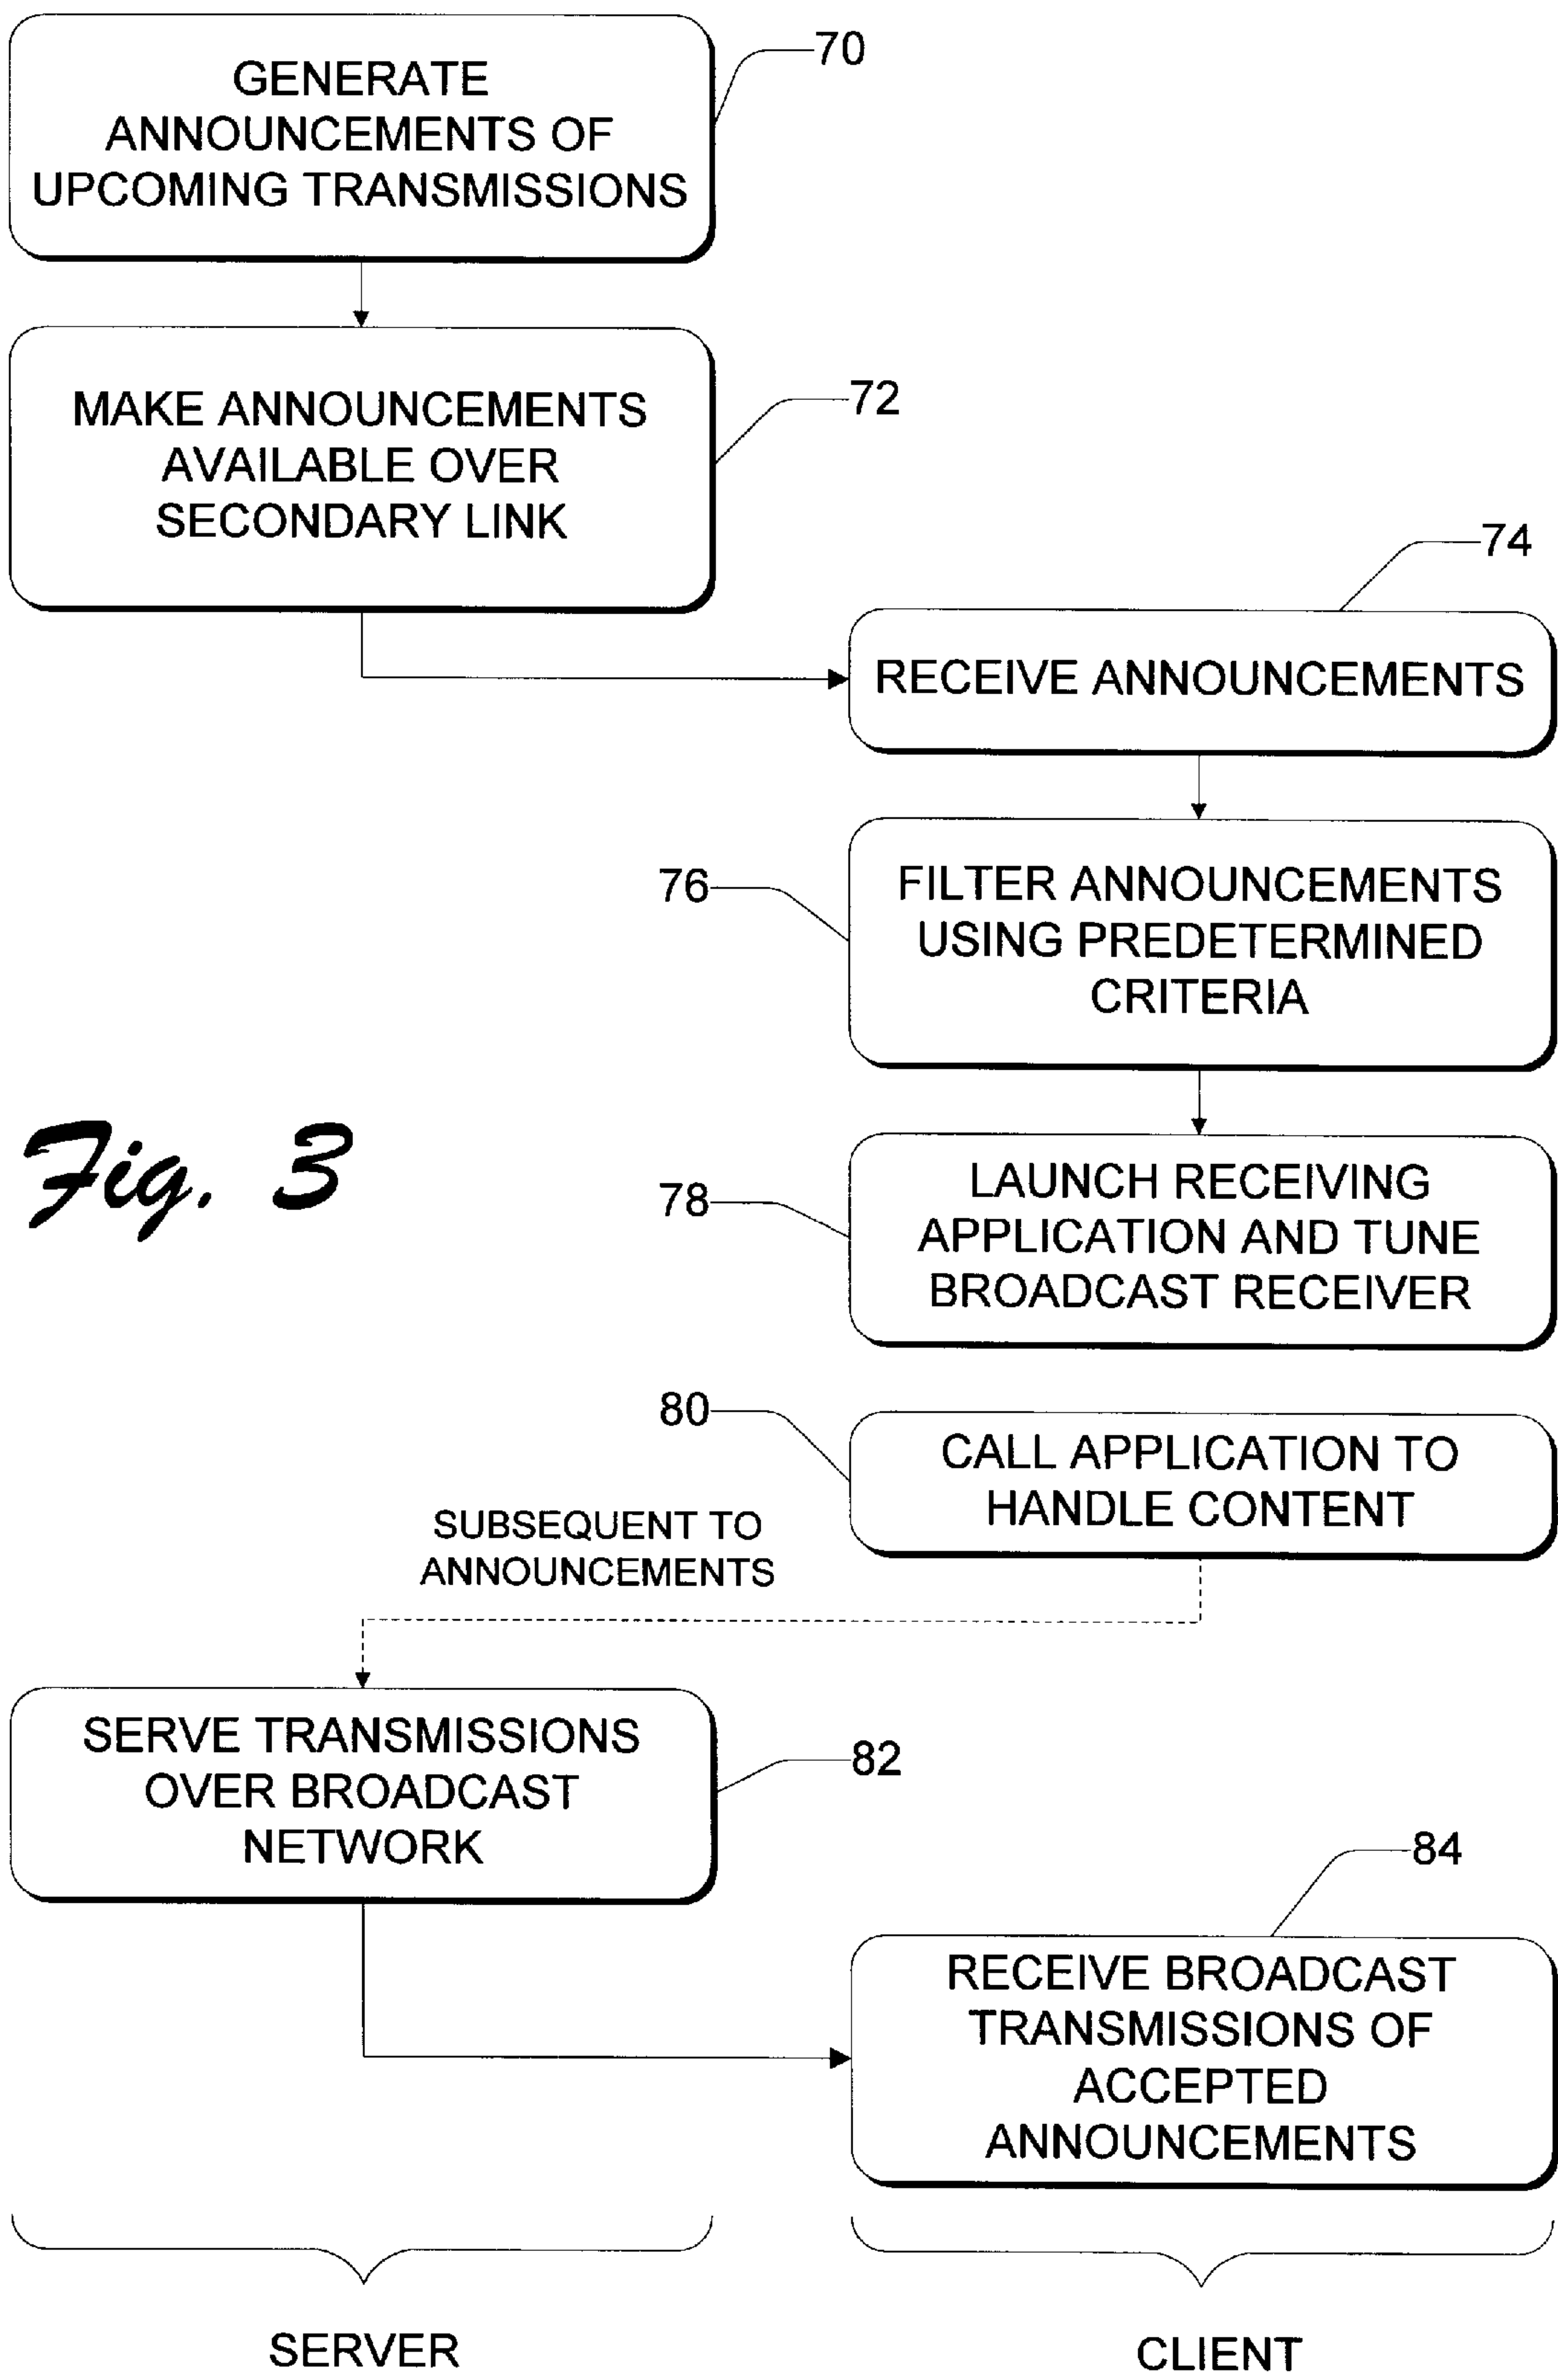 GENERATE
ANNOUNCEMENTS OF
UPCOMING TRANSMISSIONS
70
MAKE ANNOUNCEMENTS
AVAILABLE OVER
SECONDARY LINK
72
74
RECEIVE ANNOUNCEMENTS
76
FILTER ANNOUNCEMENTS
USING PREDETERMINED
CRITERIA
Fig. 3
78
LAUNCH RECEIVING
APPLICATION AND TUNE
BROADCAST RECEIVER
80
CALL APPLICATION TO
HANDLE CONTENT
SUBSEQUENT TO
ANNOUNCEMENTS
SERVE TRANSMISSIONS
OVER BROADCAST
NETWORK
82
84
RECEIVE BROADCAST
TRANSMISSIONS OF
ACCEPTED
ANNOUNCEMENTS
SERVER
CLIENT